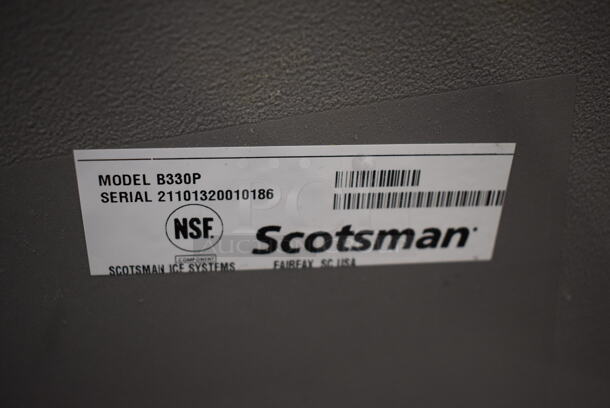 MODEL B330P
SERIAL 21101320010186
NSF.
COMPONENT
Scotsman
SCOTSMAN ICE SYSTEMS FAIRFAX, SC USA